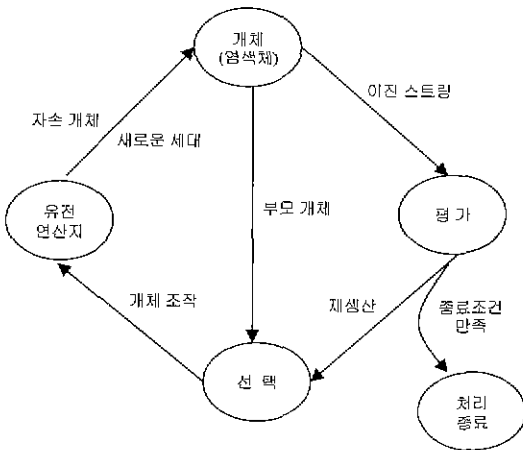 개체
(염색체)
이진 스트링
자손 개체
새로운 세대
부모 개체
유전
연산자
평 가
개체 조작
재생산
종료조건
만족
선 택
처리
종료